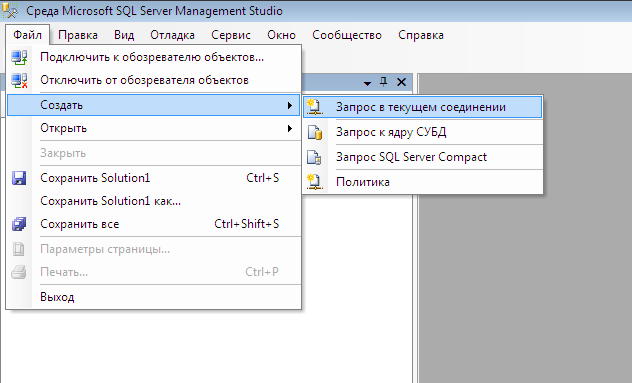 Среда Microsoft SQL Server Management Studio
Файл Правка Вид Отладка Сервис Окно Сообщество Справка
Подключить к обозревателю объектов...
Отключить от обозревателя объектов
Создать
Открыть
Закрыть
Сохранить Solution1 Ctrl+S
Сохранить Solution1 как...
Сохранить все Ctrl+Shift+S
Параметры страницы...
Печать... Ctrl+P
Выход
Запрос в текущем соединении
Запрос к ядру СУБД
Запрос SQL Server Compact
Политика